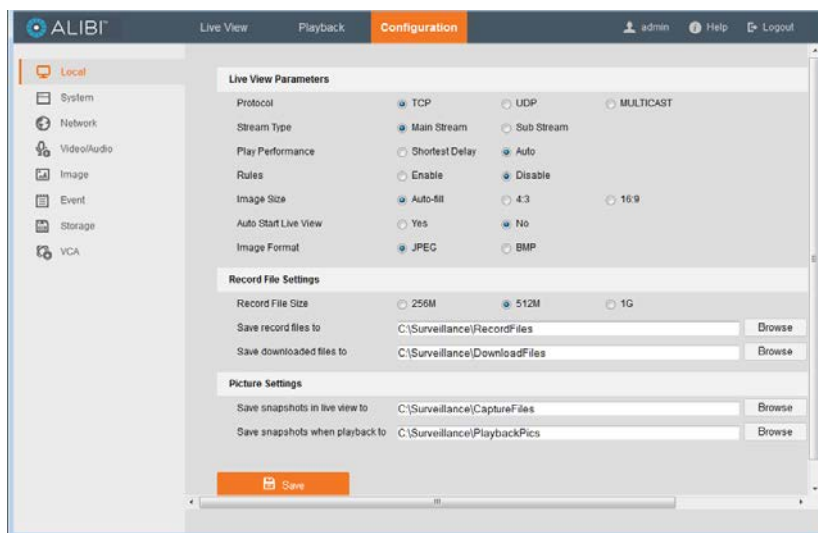 ALIBI™ Live View Playback Configuration admin Help Logout
Local
System
Network
Video/Audio
Image
Event
Storage
VCA
Live View Parameters
Protocol TCP UDP MULTICAST
Stream Type Main Stream Sub Stream
Play Performance Shortest Delay Auto
Rules Enable Disable
Image Size Auto-fill 4:3 16:9
Auto Start Live View Yes No
Image Format JPEG BMP
Record File Settings
Record File Size 256M 512M 1G
Save record files to C:\Surveillance\RecordFiles Browse
Save downloaded files to C:\Surveillance\DownloadFiles Browse
Picture Settings
Save snapshots in live view to C:\Surveillance\CaptureFiles Browse
Save snapshots when playback to C:\Surveillance\PlaybackPics Browse
Save